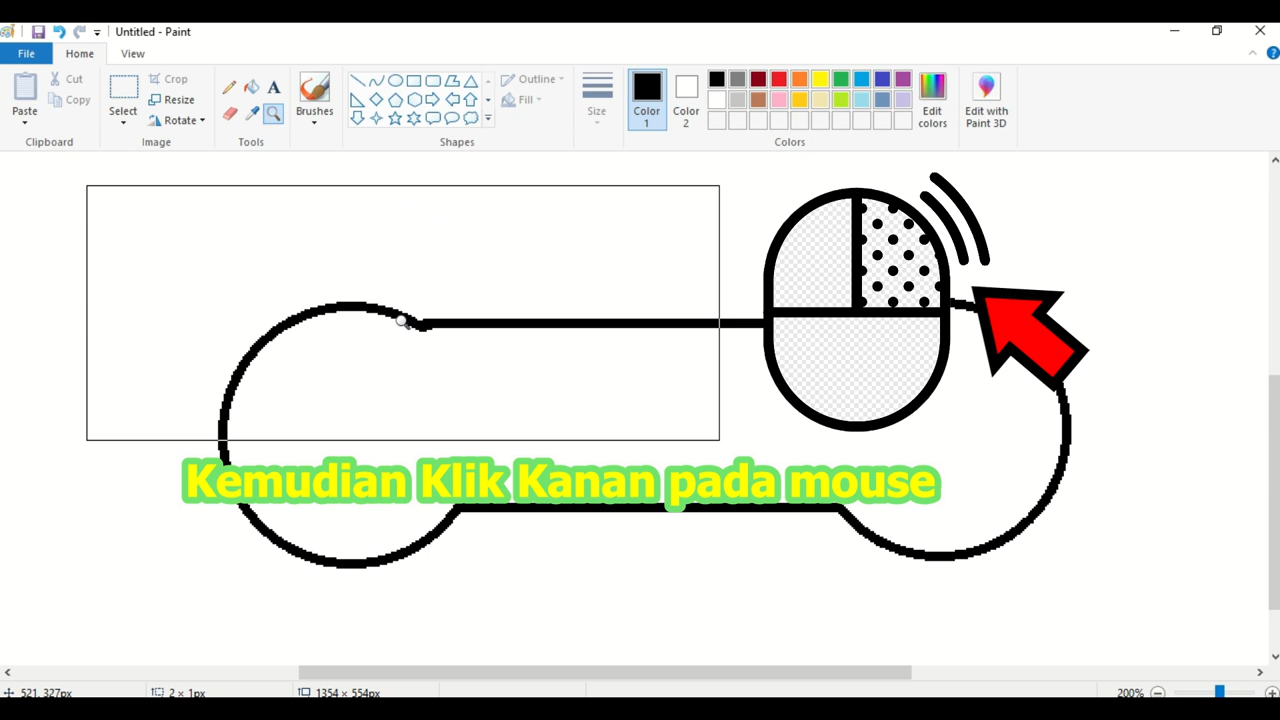 Untitled - Paint
File
Home
View
Cut
Copy
Paste
Clipboard
Select
Crop
Resize
Rotate
Image
Tools
Brushes
Shapes
Outline
Fill
Size
Color 1
Color 2
Edit colors
Colors
Edit with Paint 3D
Kemudian Klik Kanan pada mouse
521, 327px
2 × 1px
1354 × 554px
200%